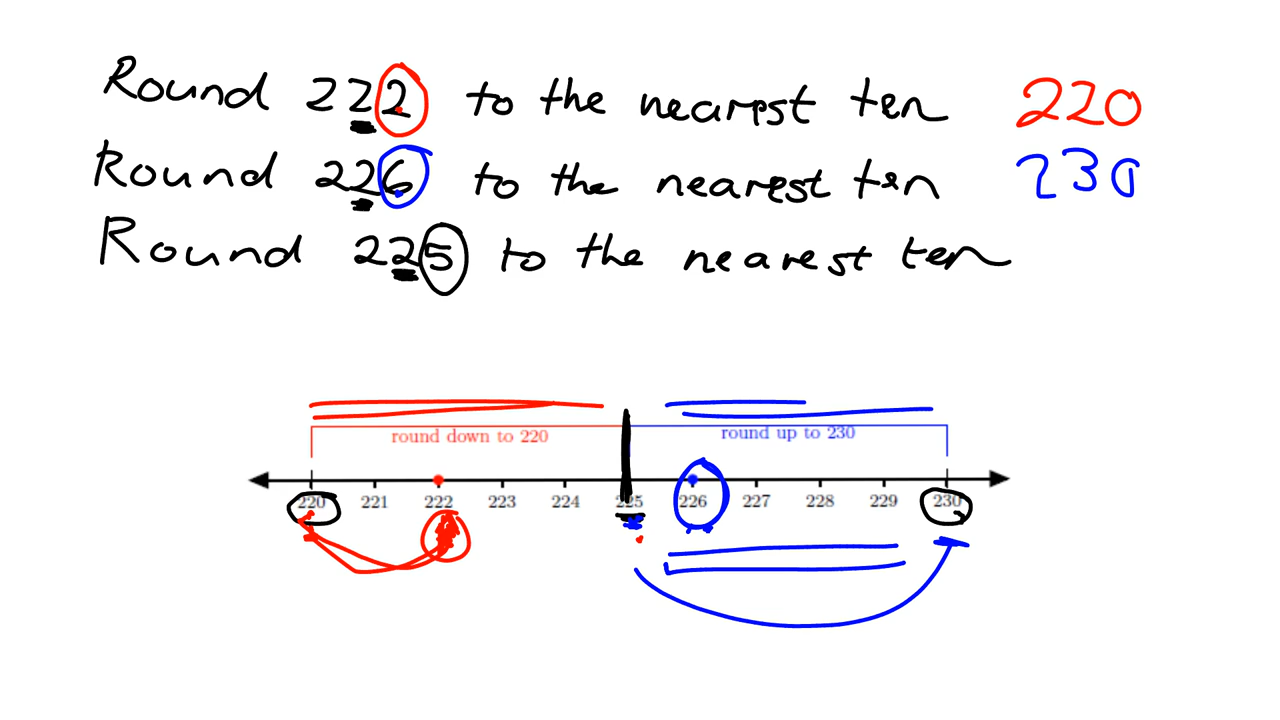 Round 222 to the nearest ten 220
Round 226 to the nearest ten 230
Round 225 to the nearest ten
round down to 220 round up to 230
220 221 222 223 224 225 226 227 228 229 230